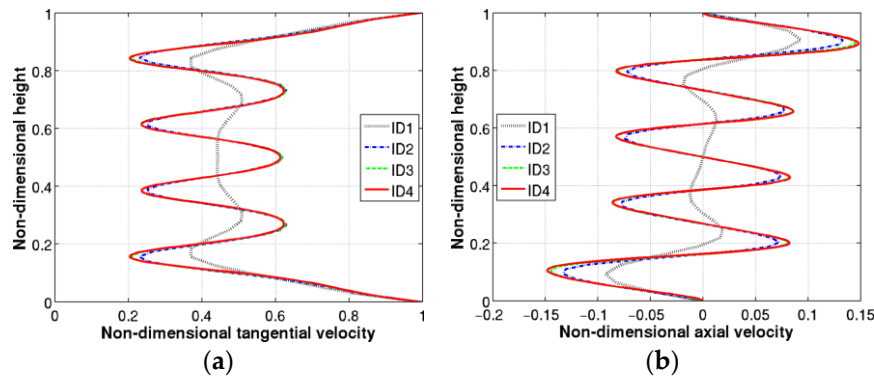 Non-dimensional height
1
0.8
0.6
0.4
0.2
0
0
0.2
0.4
0.6
0.8
1
Non-dimensional tangential velocity
ID1
ID2
ID3
ID4
(a)
Non-dimensional height
1
0.8
0.6
0.4
0.2
0
−0.2
−0.15
−0.1
−0.05
0
0.05
0.1
0.15
Non-dimensional axial velocity
ID1
ID2
ID3
ID4
(b)